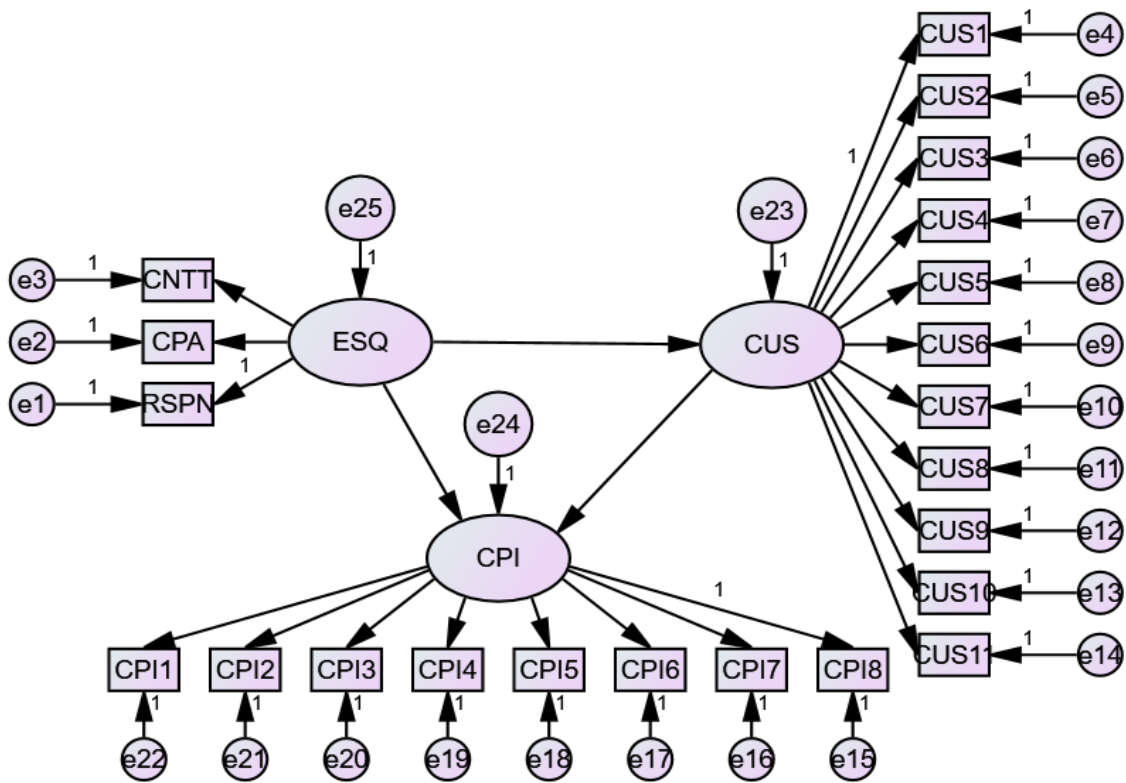 CUS1 1 e4
CUS2 1 e5
1 CUS3 1 e6
e25 e23 CUS4 1 e7
1 1
e3 1 CNTT CUS5 1 e8
e2 1 CPA ESQ CUS CUS6 1 e9
1
e1 1 RSPN e24 CUS7 1 e10
1 CUS8 1 e11
CUS9 1 e12
CPI
1 CUS10 1 e13
CPI1 CPI2 CPI3 CPI4 CPI5 CPI6 CPI7 CPI8 CUS11 1 e14
1 1 1 1 1 1 1 1
e22 e21 e20 e19 e18 e17 e16 e15